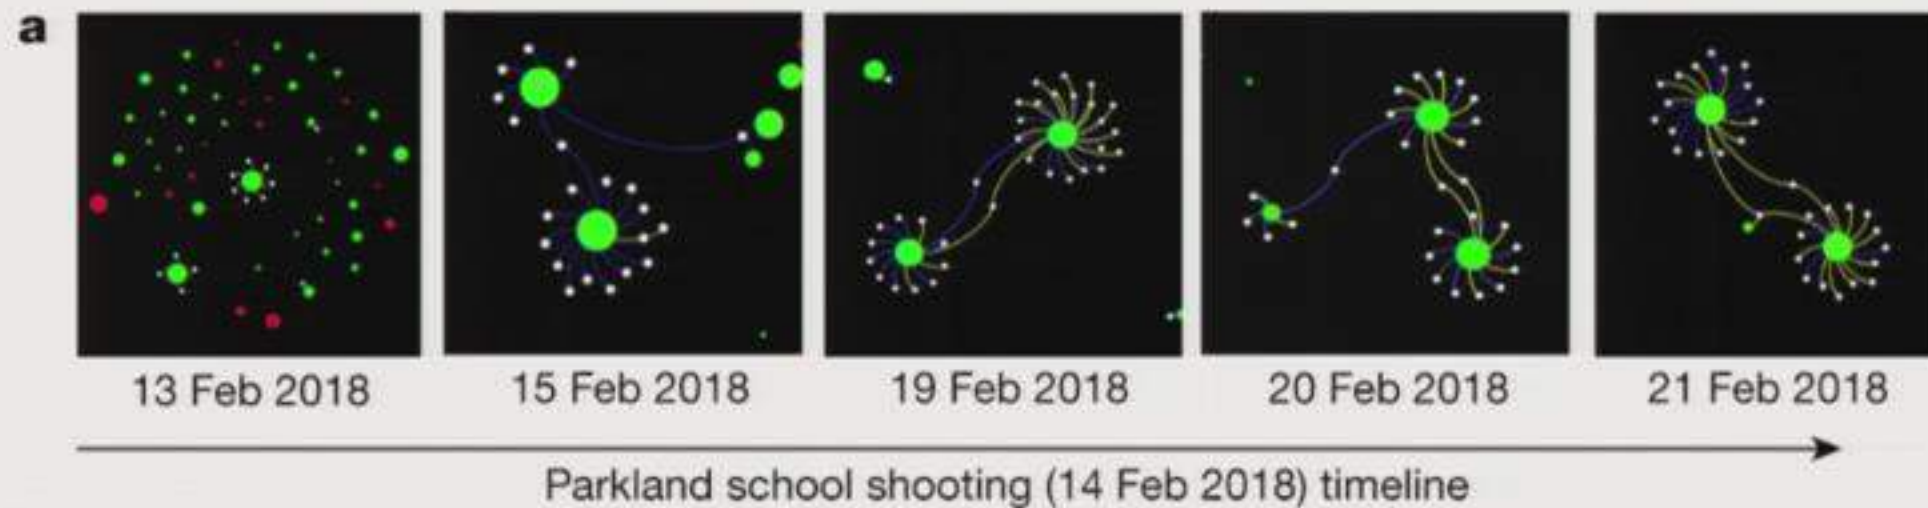 a
13 Feb 2018
15 Feb 2018
19 Feb 2018
20 Feb 2018
21 Feb 2018
Parkland school shooting (14 Feb 2018) timeline